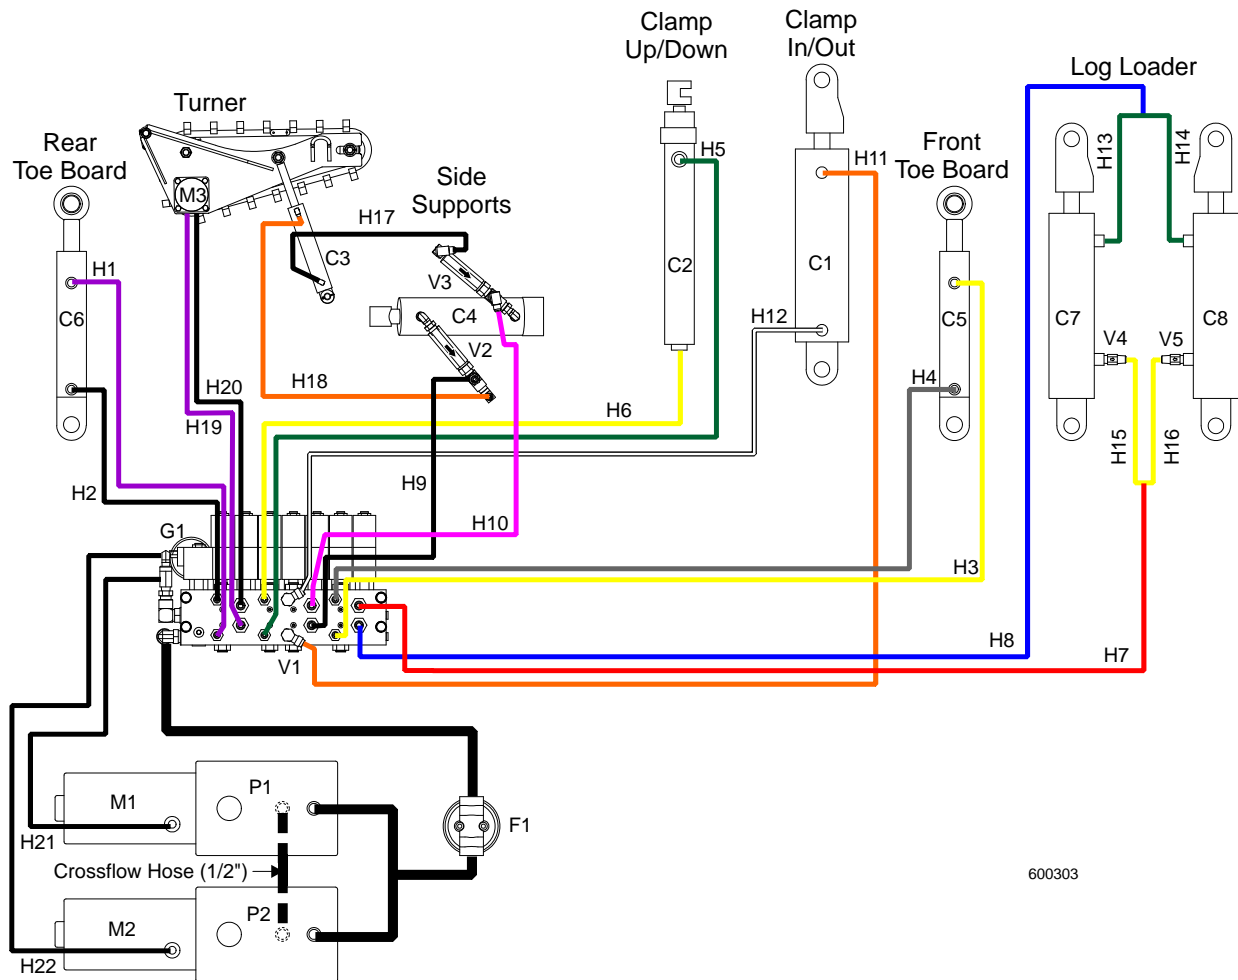 Clamp
Up/Down
Clamp
In/Out
Log Loader
Turner
Rear
Toe Board
Side
Supports
Front
Toe Board
H5
H11
H13
H14
M3
H17
H1
C3
V3
C2
C1
C6
C4
H12
C5
C7
V4
V5
C8
V2
H18
H20
H4
H6
H19
H15
H16
H2
H9
G1
H10
H3
V1
H8
H7
P1
M1
F1
H21
Crossflow Hose (1/2")
600303
P2
M2
H22